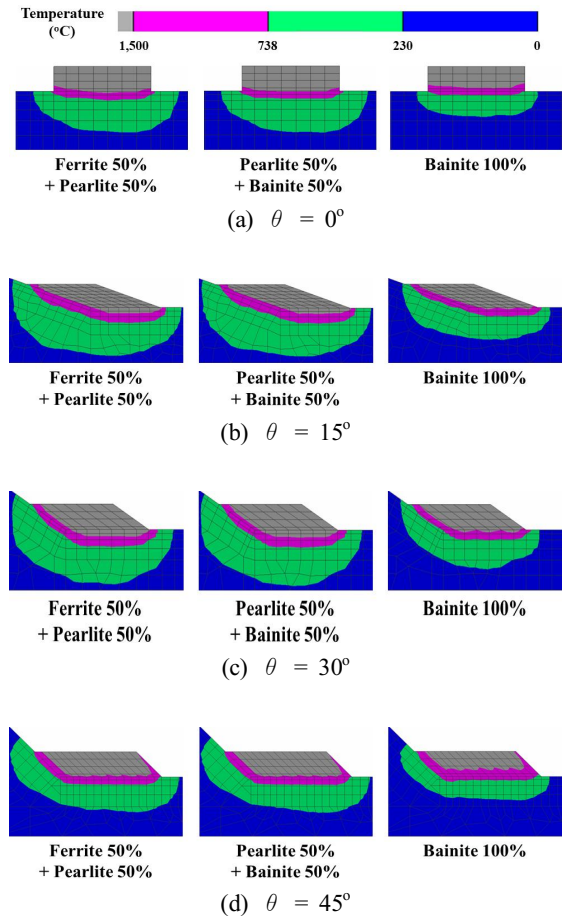 Temperature
(°C)
1,500 738 230 0
Ferrite 50% Pearlite 50% Bainite 100%
+ Pearlite 50% + Bainite 50%
(a) θ = 0°
Ferrite 50% Pearlite 50% Bainite 100%
+ Pearlite 50% + Bainite 50%
(b) θ = 15°
Ferrite 50% Pearlite 50% Bainite 100%
+ Pearlite 50% + Bainite 50%
(c) θ = 30°
Ferrite 50% Pearlite 50% Bainite 100%
+ Pearlite 50% + Bainite 50%
(d) θ = 45°